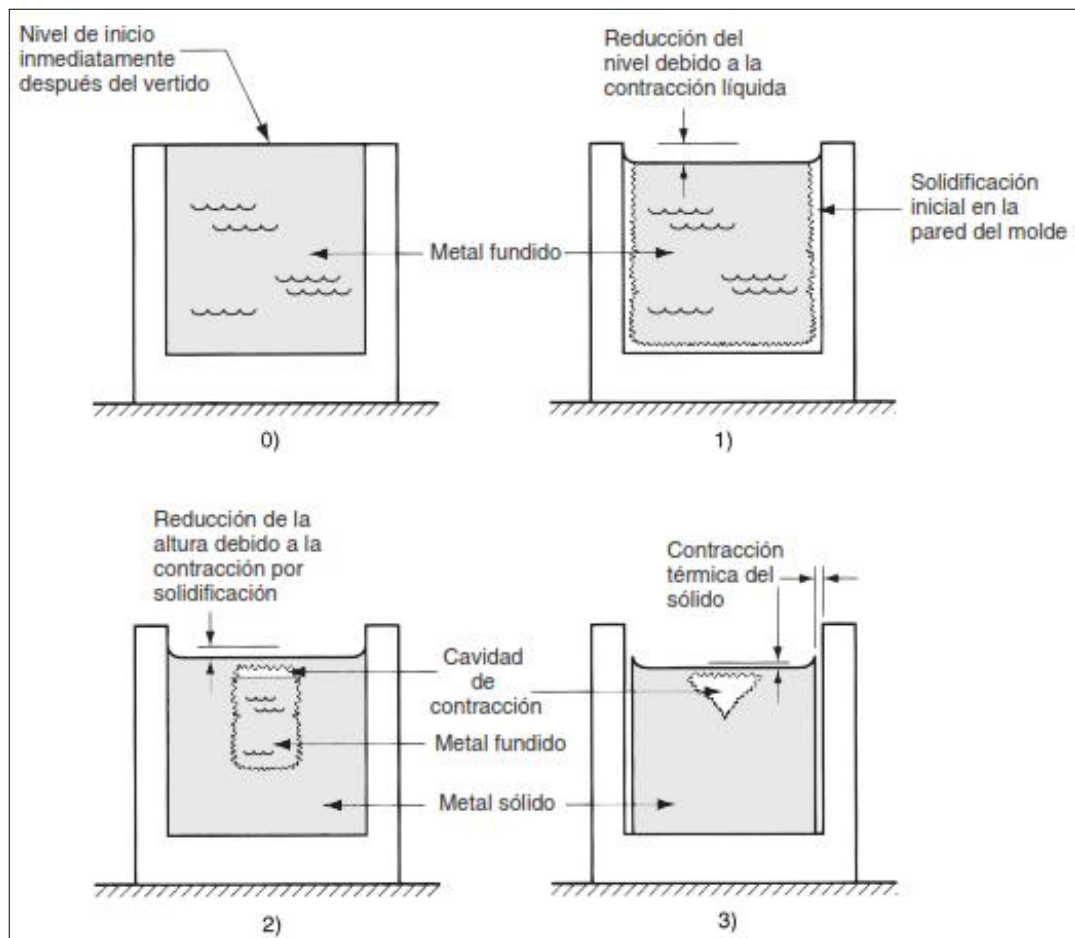 Nivel de inicio
inmediatamente
después del vertido
Reducción del
nivel debido a la
contracción líquida
Solidificación
inicial en la
pared del molde
Metal fundido
0)
1)
Reducción de la
altura debido a la
contracción por
solidificación
Contracción
térmica del
sólido
Cavidad
de
contracción
Metal fundido
Metal sólido
2)
3)